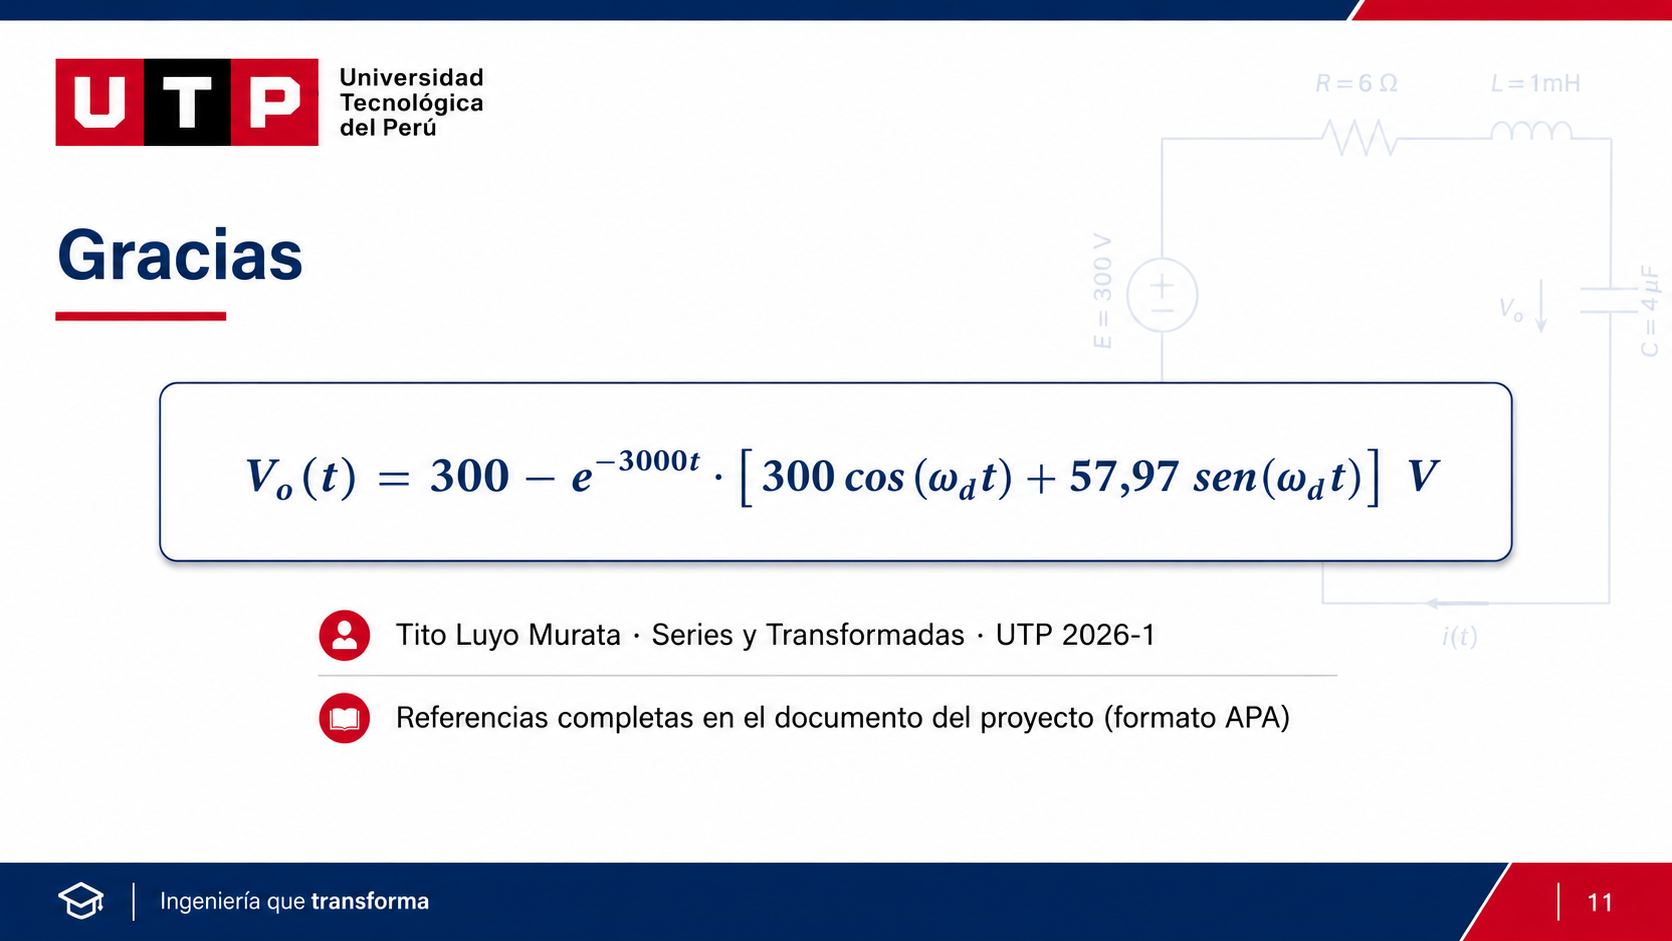 UTP
Universidad
Tecnológica
del Perú
R = 6 Ω
L = 1mH
Gracias
E = 300 V
+
−
Vₒ
C = 4 µF
Vₒ(t) = 300 − e^−3000t · [300 cos (ω_d t) + 57,97 sen(ω_d t)] V
i(t)
Tito Luyo Murata · Series y Transformadas · UTP 2026-1
Referencias completas en el documento del proyecto (formato APA)
Ingeniería que transforma
11